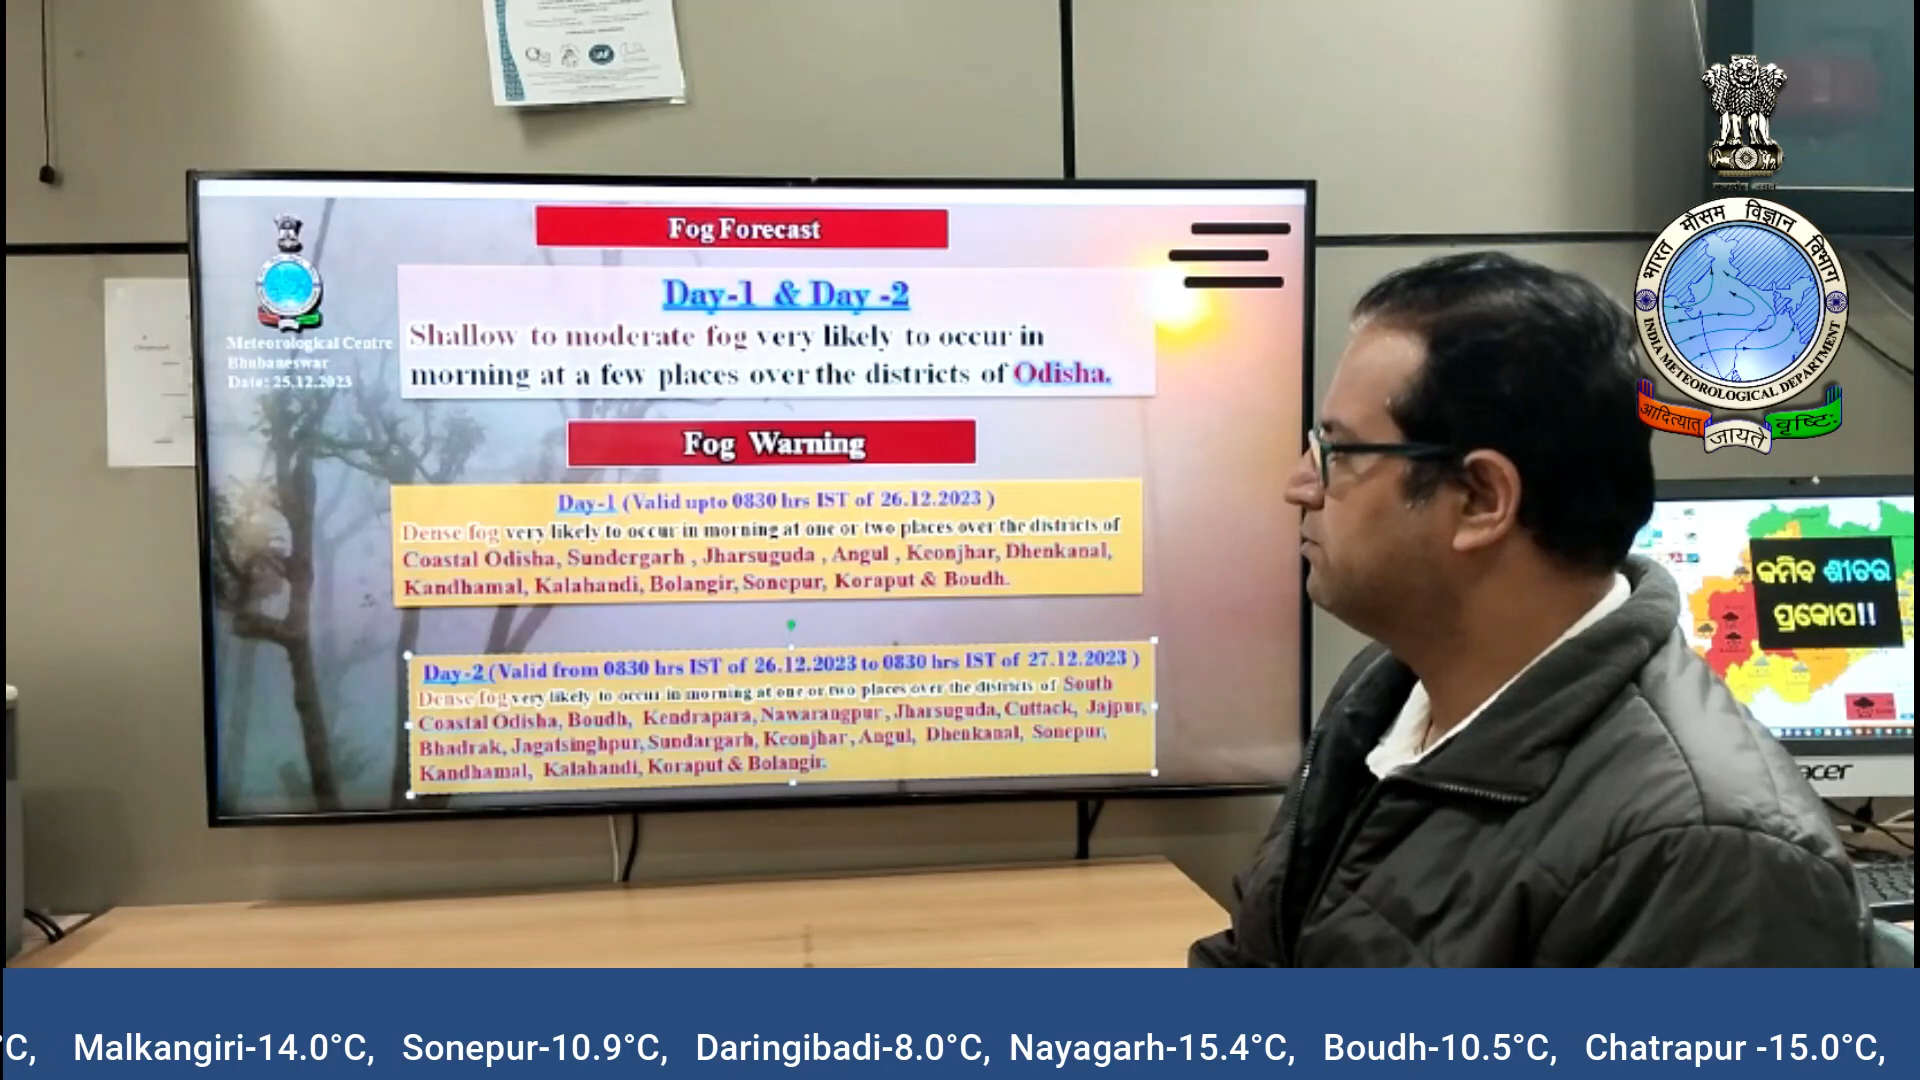 Fog Forecast
Day-1 & Day -2
Shallow to moderate fog very likely to occur in
morning at a few places over the districts of Odisha.
Meteorological Centre
Bhubaneswar
Date: 25.12.2023
Fog Warning
Day-1 (Valid upto 0830 hrs IST of 26.12.2023 )
Dense fog very likely to occur in morning at one or two places over the districts of
Coastal Odisha, Sundergarh , Jharsuguda , Angul , Keonjhar, Dhenkanal,
Kandhamal, Kalahandi, Bolangir, Sonepur, Koraput & Boudh.
Day-2 (Valid from 0830 hrs IST of 26.12.2023 to 0830 hrs IST of 27.12.2023 )
Dense fog very likely to occur in morning at one or two places over the districts of South
Coastal Odisha, Boudh, Kendrapara, Nawarangpur, Jharsuguda, Cuttack, Jajpur,
Bhadrak, Jagatsinghpur, Sundargarh, Keonjhar, Angul, Dhenkanal, Sonepur,
Kandhamal, Kalahandi, Koraput & Bolangir.
भारत मौसम विज्ञान विभाग
INDIA METEOROLOGICAL DEPARTMENT
आदित्यात् जायते वृष्टि:
କମିବ ଶୀତର
ପ୍ରକୋପ!!
acer
°C, Malkangiri-14.0°C, Sonepur-10.9°C, Daringibadi-8.0°C, Nayagarh-15.4°C, Boudh-10.5°C, Chatrapur -15.0°C,